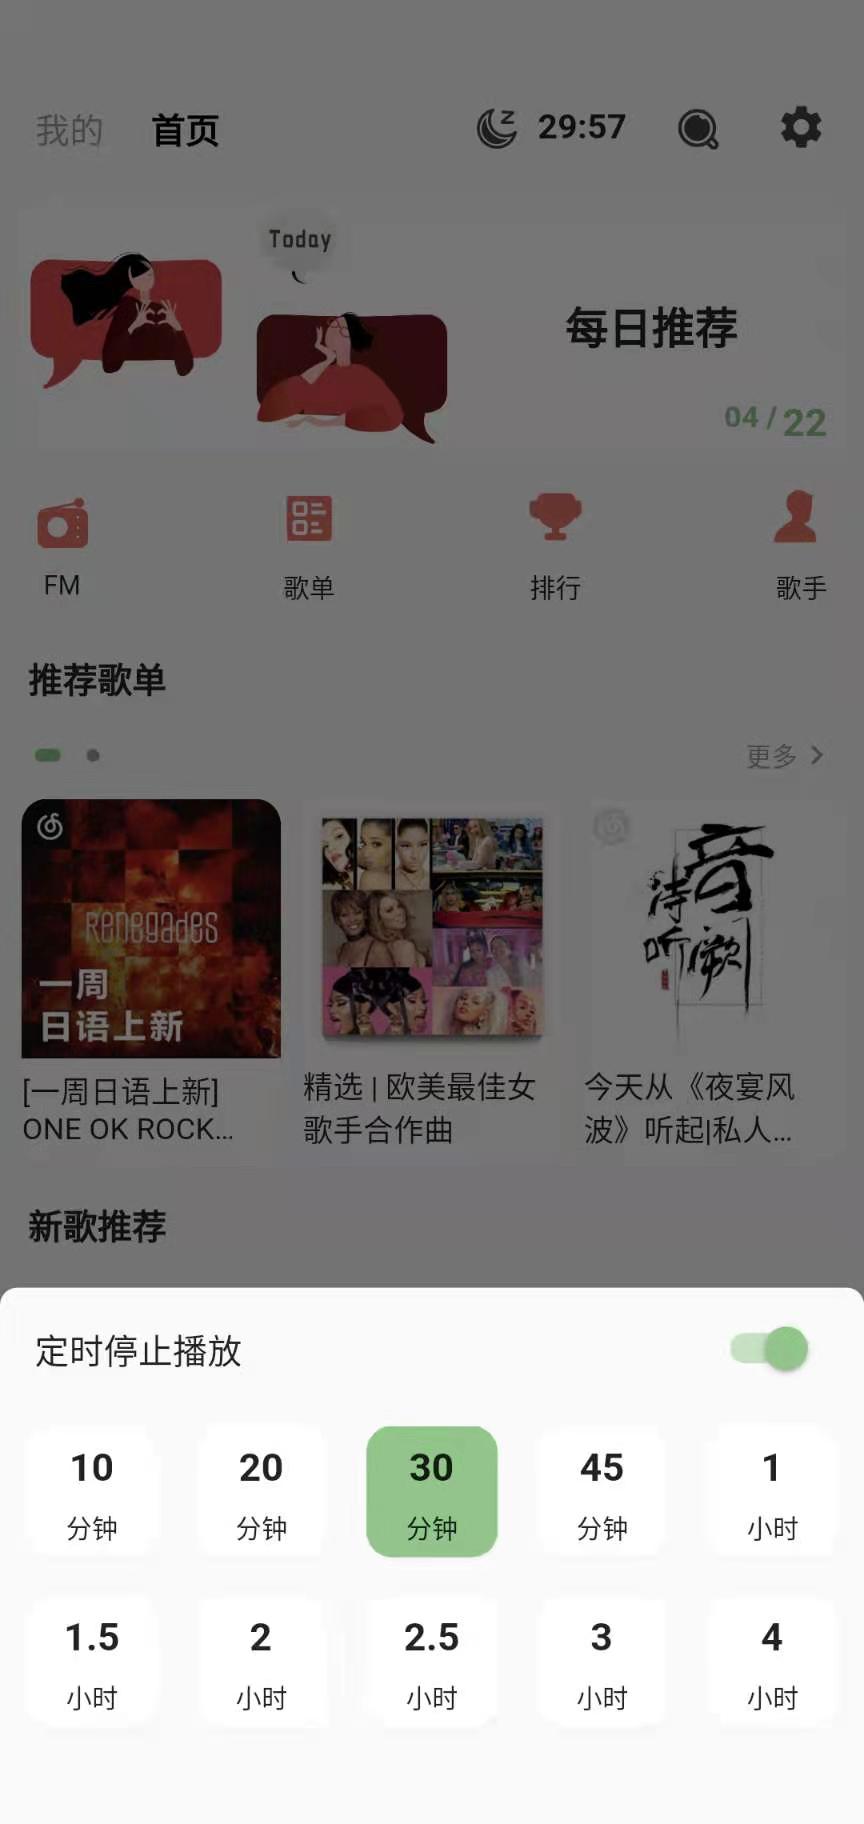 我的 首页 29:57
Today
每日推荐
04 / 22
FM 歌单 排行 歌手
推荐歌单
更多
Renegades
一周
日语上新
音
诗
听阙
[一周日语上新]
ONE OK ROCK...
精选 | 欧美最佳女
歌手合作曲
今天从《夜宴风
波》听起|私人...
新歌推荐
定时停止播放
10 20 30 45 1
分钟 分钟 分钟 分钟 小时
1.5 2 2.5 3 4
小时 小时 小时 小时 小时